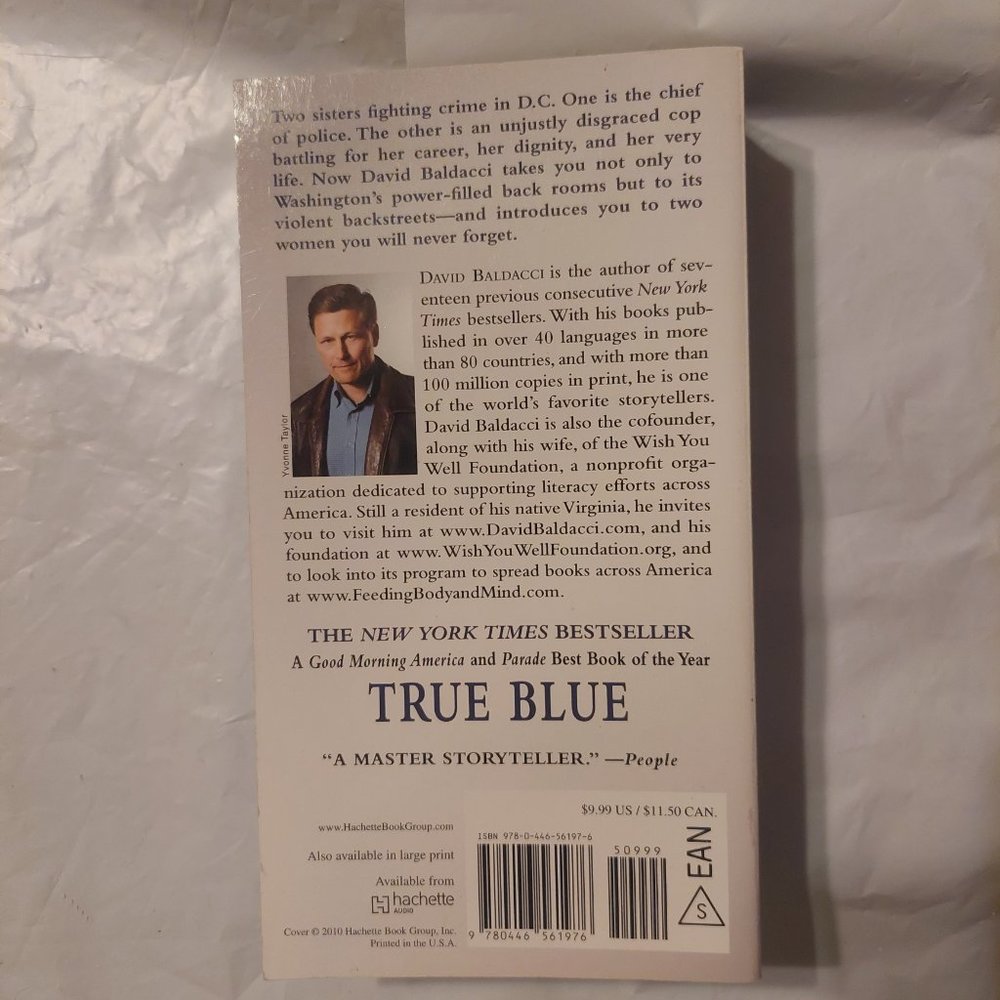 Two sisters fighting crime in D.C. One is the chief
of police. The other is an unjustly disgraced cop
battling for her career, her dignity, and her very
life. Now David Baldacci takes you not only to
Washington's power-filled back rooms but to its
violent backstreets—and introduces you to two
women you will never forget.
DAVID BALDACCI is the author of sev-
enteen previous consecutive New York
Times bestsellers. With his books pub-
lished in over 40 languages in more
than 80 countries, and with more than
100 million copies in print, he is one
of the world's favorite storytellers.
David Baldacci is also the cofounder,
along with his wife, of the Wish You
Well Foundation, a nonprofit orga-
nization dedicated to supporting literacy efforts across
America. Still a resident of his native Virginia, he invites
you to visit him at www.DavidBaldacci.com, and his
foundation at www.WishYouWellFoundation.org, and
to look into its program to spread books across America
at www.FeedingBodyandMind.com.
Yvonne Taylor
THE NEW YORK TIMES BESTSELLER
A Good Morning America and Parade Best Book of the Year
TRUE BLUE
"A MASTER STORYTELLER." —People
$9.99 US / $11.50 CAN.
www.HachetteBookGroup.com
Also available in large print
Available from
hachette
AUDIO
Cover © 2010 Hachette Book Group, Inc.
Printed in the U.S.A.
ISBN 978-0-446-56197-6
50999
9 780446 561976
EAN
S